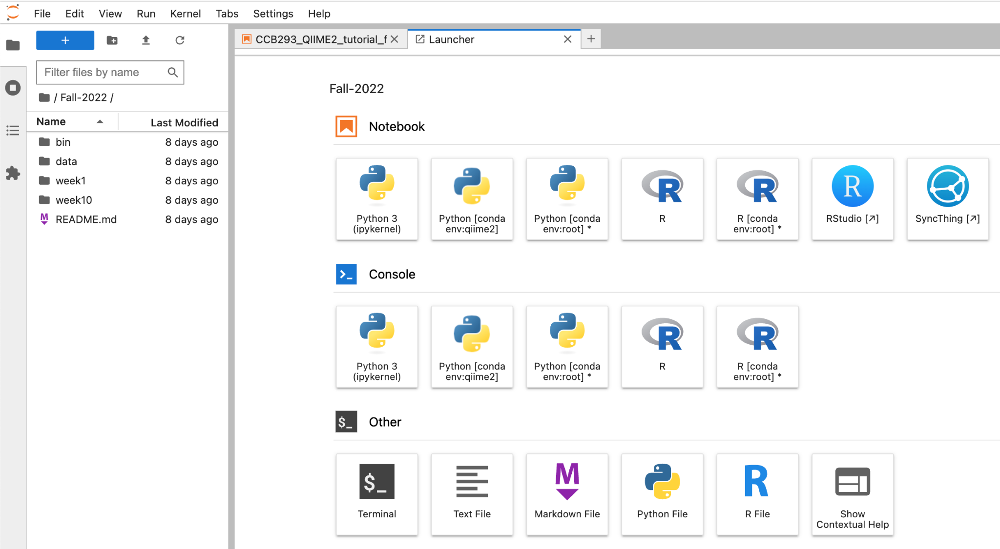 File Edit View Run Kernel Tabs Settings Help
+
CCB293_QIIME2_tutorial_f
Launcher
+
Filter files by name
/ Fall-2022 /
Name
Last Modified
bin 8 days ago
data 8 days ago
week1 8 days ago
week10 8 days ago
README.md 8 days ago
Fall-2022
Notebook
Python 3
(ipykernel)
Python [conda
env:qiime2]
Python [conda
env:root] *
R
R [conda
env:root] *
RStudio [↗]
SyncThing [↗]
Console
Python 3
(ipykernel)
Python [conda
env:qiime2]
Python [conda
env:root] *
R
R [conda
env:root] *
$_ Other
$_
Terminal
Text File
M
Markdown File
Python File
R
R File
Show
Contextual Help